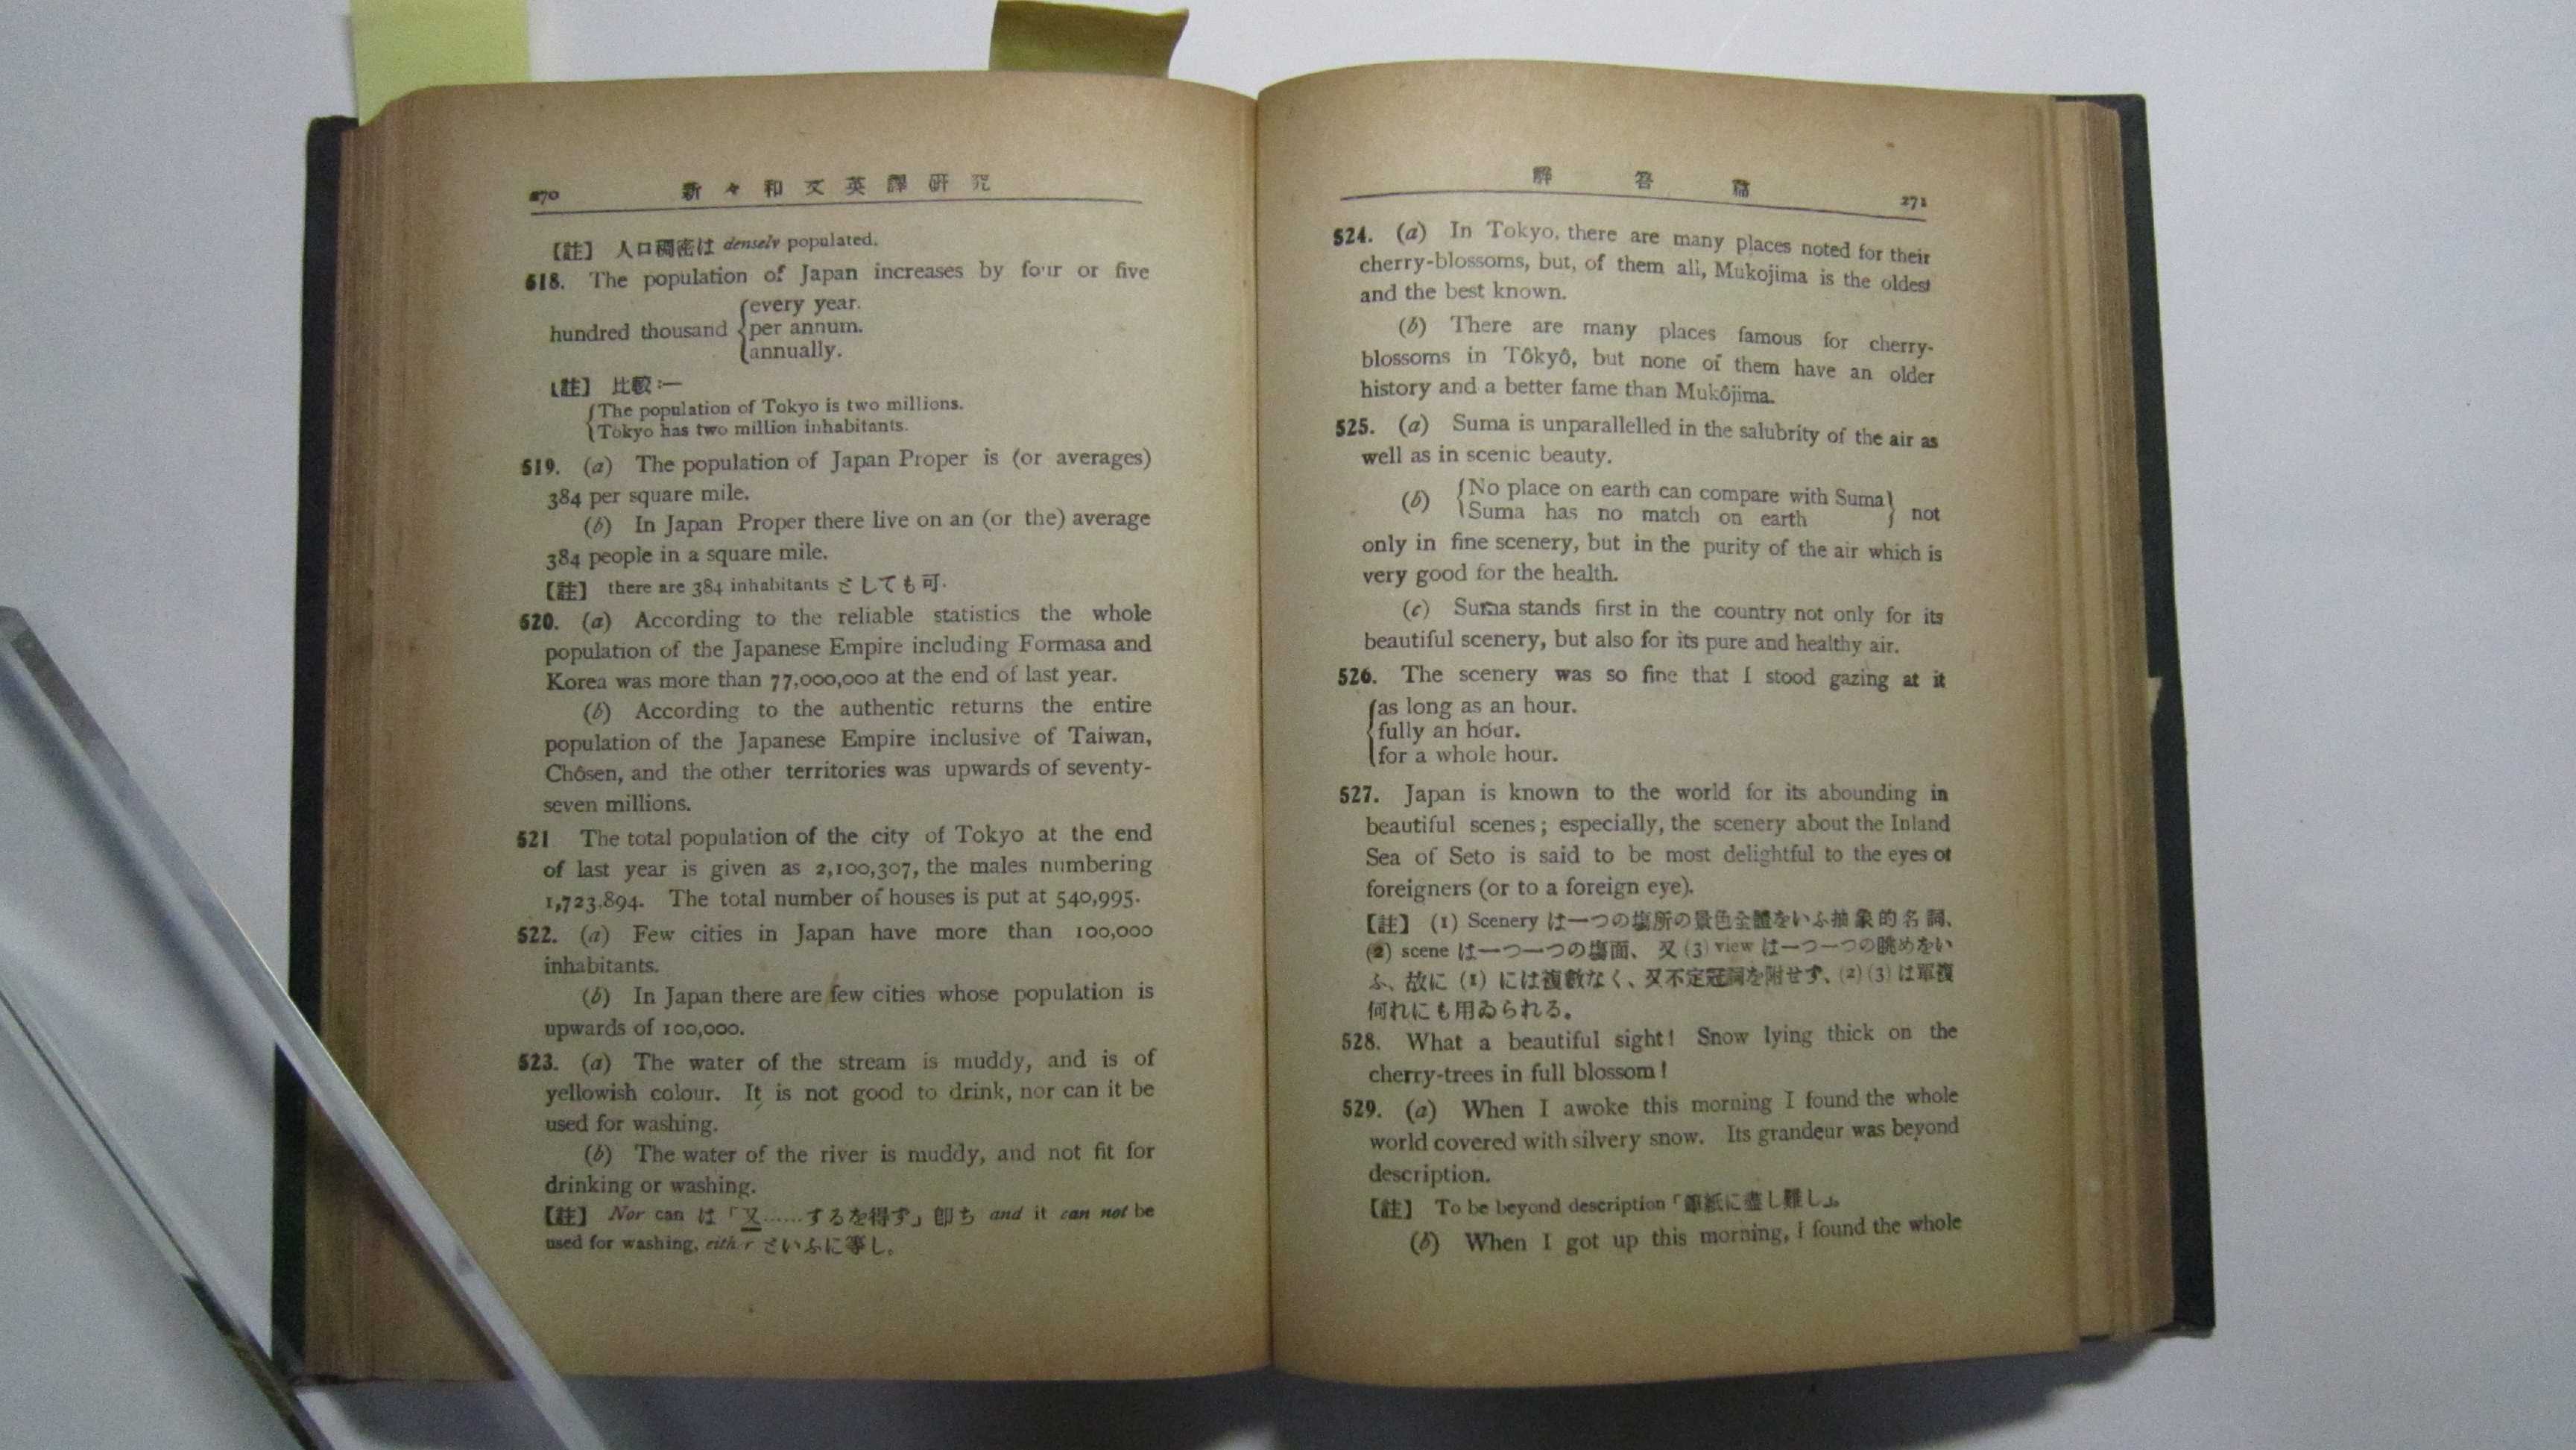 270 新々和文英譯研究
【註】 人口稠密は densely populated.
518. The population of Japan increases by four or five
hundred thousand
every year.
per annum.
annually.
【註】 比較:—
The population of Tokyo is two millions.
Tokyo has two million inhabitants.
519. (a) The population of Japan Proper is (or averages)
384 per square mile.
(b) In Japan Proper there live on an (or the) average
384 people in a square mile.
【註】 there are 384 inhabitants としても可.
520. (a) According to the reliable statistics the whole
population of the Japanese Empire including Formasa and
Korea was more than 77,000,000 at the end of last year.
(b) According to the authentic returns the entire
population of the Japanese Empire inclusive of Taiwan,
Chôsen, and the other territories was upwards of seventy-
seven millions.
521 The total population of the city of Tokyo at the end
of last year is given as 2,100,307, the males numbering
1,723.894. The total number of houses is put at 540,995.
522. (a) Few cities in Japan have more than 100,000
inhabitants.
(b) In Japan there are few cities whose population is
upwards of 100,000.
523. (a) The water of the stream is muddy, and is of
yellowish colour. It is not good to drink, nor can it be
used for washing.
(b) The water of the river is muddy, and not fit for
drinking or washing.
【註】 Nor can は「又……するを得ず」卽ち and it can not be
used for washing, either といふに等し。
解答篇 271
524. (a) In Tokyo, there are many places noted for their
cherry-blossoms, but, of them all, Mukojima is the oldest
and the best known.
(b) There are many places famous for cherry-
blossoms in Tôkyô, but none of them have an older
history and a better fame than Mukôjima.
525. (a) Suma is unparallelled in the salubrity of the air as
well as in scenic beauty.
(b)
No place on earth can compare with Suma
Suma has no match on earth
not
only in fine scenery, but in the purity of the air which is
very good for the health.
(c) Suma stands first in the country not only for its
beautiful scenery, but also for its pure and healthy air.
526. The scenery was so fine that I stood gazing at it
as long as an hour.
fully an hour.
for a whole hour.
527. Japan is known to the world for its abounding in
beautiful scenes; especially, the scenery about the Inland
Sea of Seto is said to be most delightful to the eyes of
foreigners (or to a foreign eye).
【註】 (1) Scenery は一つの塲所の景色全體をいふ抽象的名詞、
(2) scene は一つ一つの塲面、又 (3) view は一つ一つの眺めをい
ふ、故に (1) には複數なく、又不定冠詞を附せず、(2) (3) は單複
何れにも用ゐられる。
528. What a beautiful sight! Snow lying thick on the
cherry-trees in full blossom!
529. (a) When I awoke this morning I found the whole
world covered with silvery snow. Its grandeur was beyond
description.
【註】 To be beyond description「筆紙に盡し難し」。
(b) When I got up this morning, I found the whole